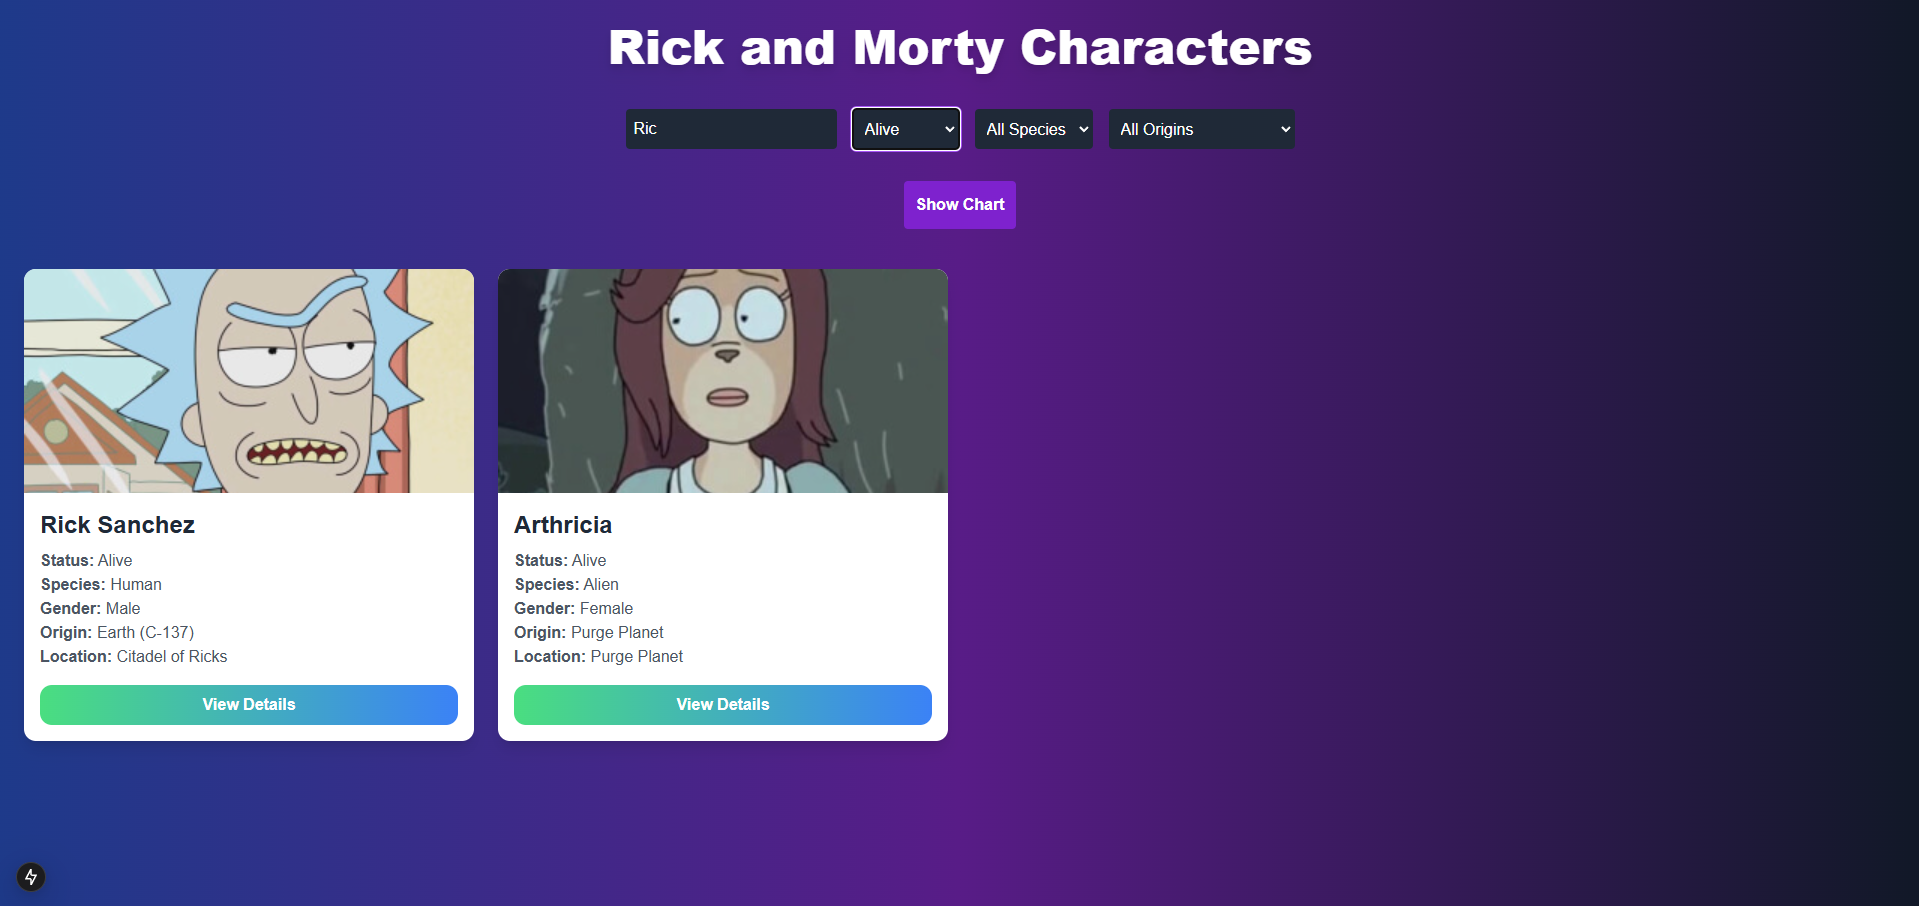 Rick and Morty Characters
Ric
Alive
All Species
All Origins
Show Chart
Rick Sanchez
Status: Alive
Species: Human
Gender: Male
Origin: Earth (C-137)
Location: Citadel of Ricks
View Details
Arthricia
Status: Alive
Species: Alien
Gender: Female
Origin: Purge Planet
Location: Purge Planet
View Details